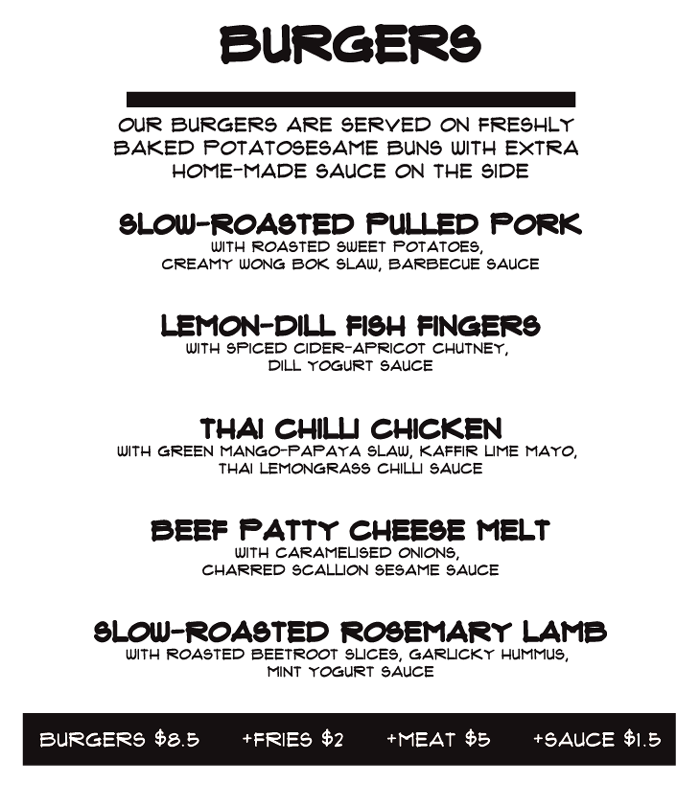 BURGERS
OUR BURGERS ARE SERVED ON FRESHLY
BAKED POTATOSESAME BUNS WITH EXTRA
HOME-MADE SAUCE ON THE SIDE
SLOW-ROASTED PULLED PORK
WITH ROASTED SWEET POTATOES,
CREAMY WONG BOK SLAW, BARBECUE SAUCE
LEMON-DILL FISH FINGERS
WITH SPICED CIDER-APRICOT CHUTNEY,
DILL YOGURT SAUCE
THAI CHILLI CHICKEN
WITH GREEN MANGO-PAPAYA SLAW, KAFFIR LIME MAYO,
THAI LEMONGRASS CHILLI SAUCE
BEEF PATTY CHEESE MELT
WITH CARAMELISED ONIONS,
CHARRED SCALLION SESAME SAUCE
SLOW-ROASTED ROSEMARY LAMB
WITH ROASTED BEETROOT SLICES, GARLICKY HUMMUS,
MINT YOGURT SAUCE
BURGERS $8.5 +FRIES $2 +MEAT $5 +SAUCE $1.5